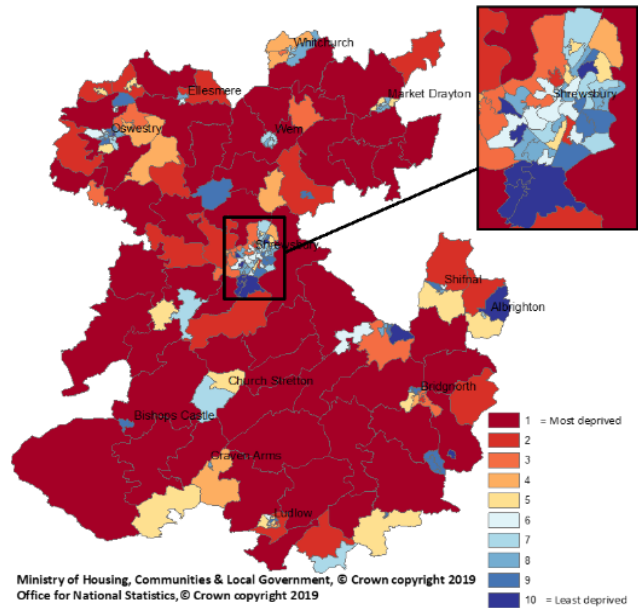 Whitchurch
Ellesmere
Market Drayton
Oswestry
Wem
Shrewsbury
Shrewsbury
Shifnal
Albrighton
Church Stretton
Bridgnorth
Bishops Castle
Craven Arms
Ludlow
1 = Most deprived
2
3
4
5
6
7
8
9
10 = Least deprived
Ministry of Housing, Communities & Local Government, © Crown copyright 2019
Office for National Statistics, © Crown copyright 2019